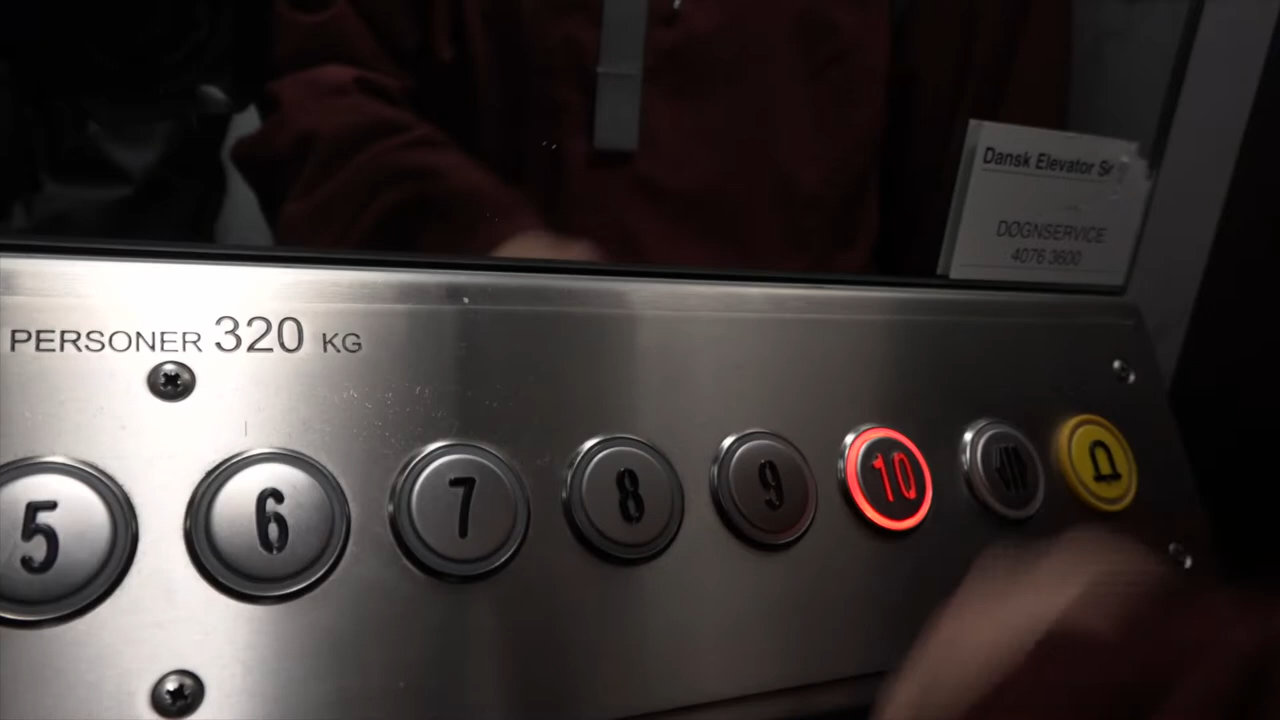 Dansk Elevator
DØGNSERVICE
4076 3600
PERSONER 320 KG
5 6 7 8 9 10